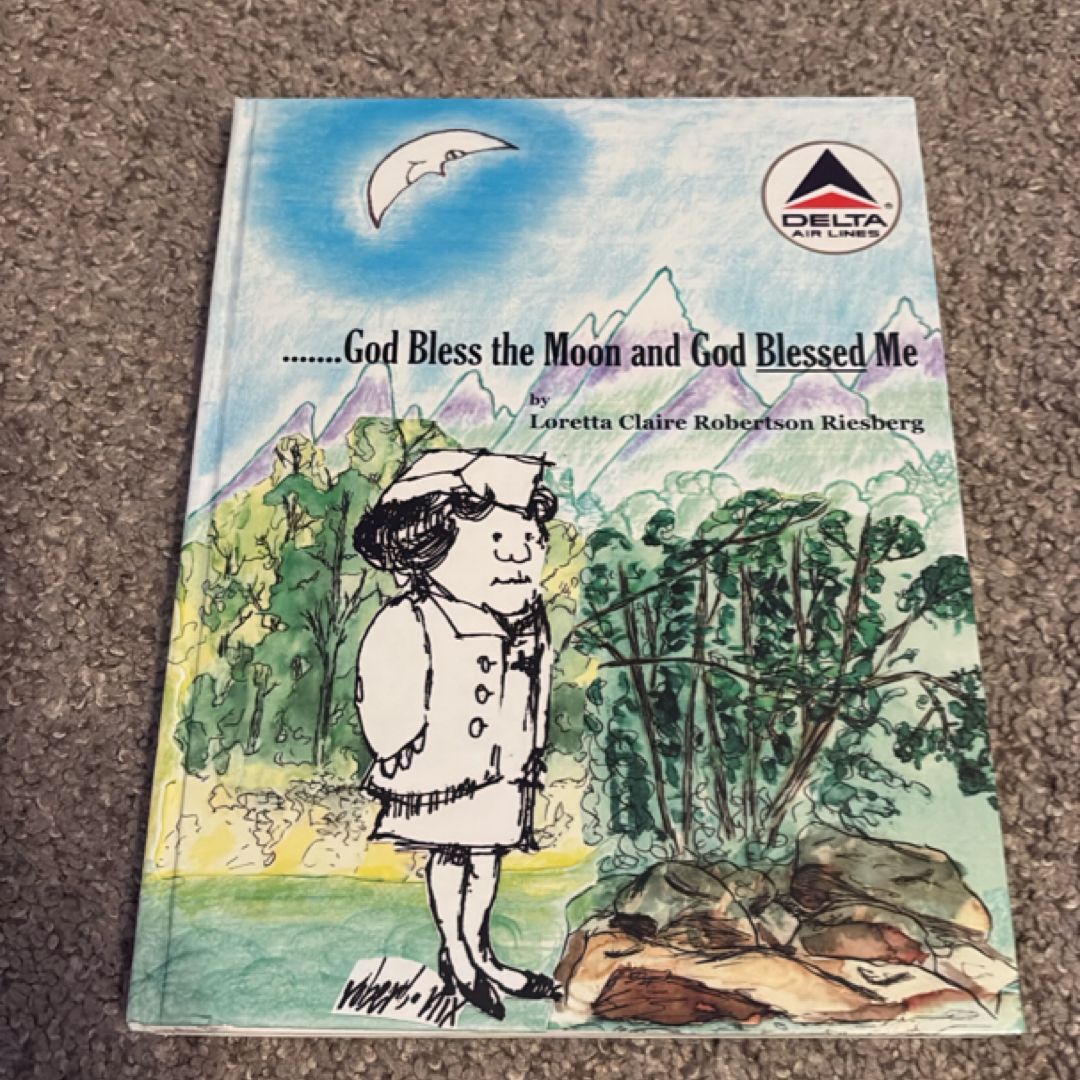 DELTA
AIR LINES
.......God Bless the Moon and God Blessed Me
by
Loretta Claire Robertson Riesberg